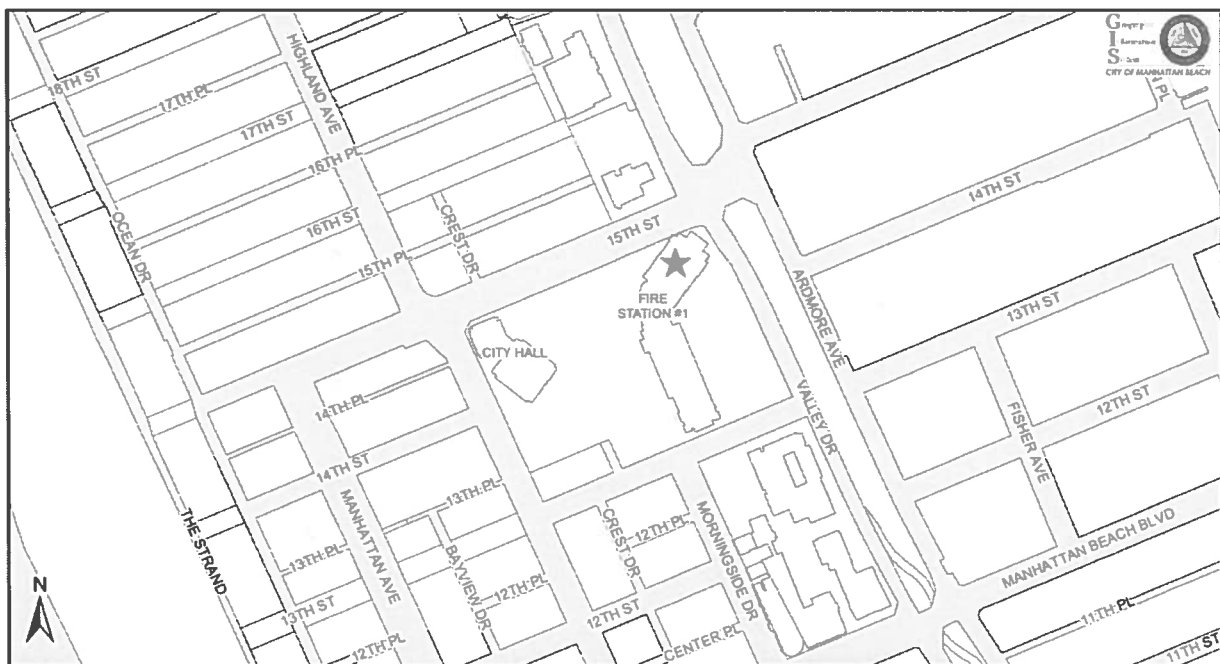 G
I
S
CITY OF MANHATTAN BEACH
18TH ST
17TH PL
17TH ST
HIGHLAND AVE
16TH PL
16TH ST
15TH PL
OCEAN DR
CREST DR
15TH ST
14TH ST
PL
FIRE
STATION #1
CITY HALL
ARDMORE AVE
13TH ST
VALLEY DR
12TH ST
FISHER AVE
14TH PL
14TH ST
13TH PL
MANHATTAN AVE
THE STRAND
13TH PL
13TH ST
12TH PL
BAYVIEW DR
12TH PL
CREST DR
12TH PL
12TH ST
MORNINGSIDE DR
CENTER PL
MANHATTAN BEACH BLVD
11TH PL
11TH ST
N